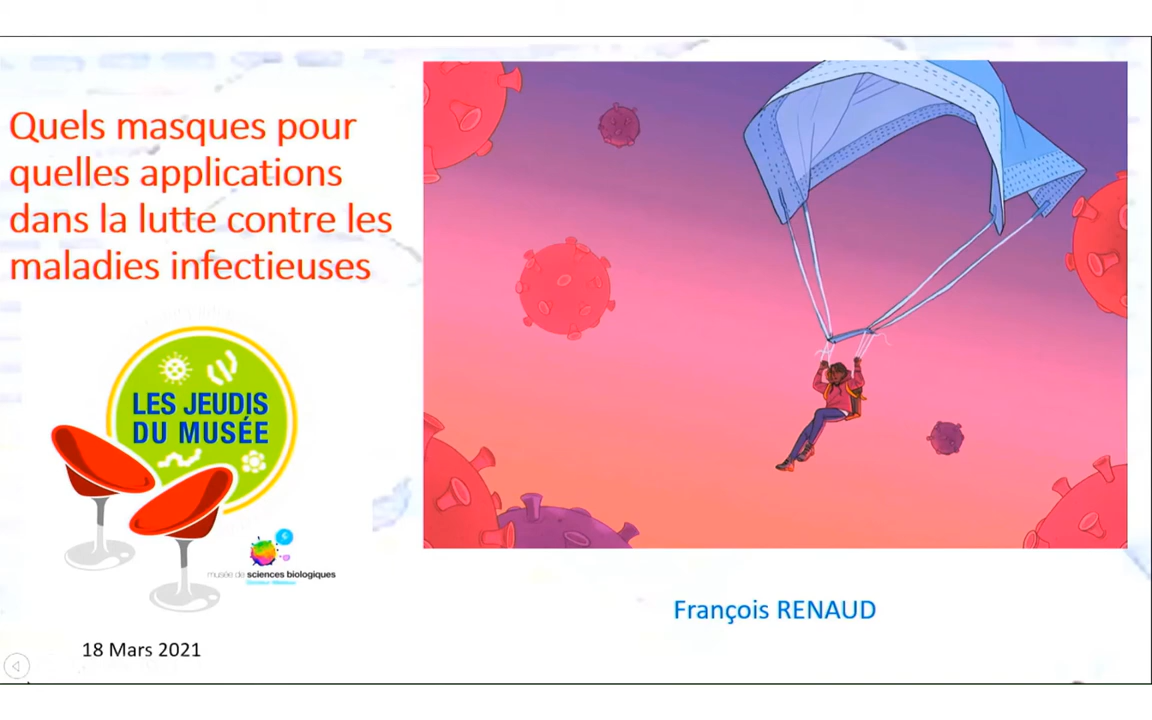 Quels masques pour
quelles applications
dans la lutte contre les
maladies infectieuses
LES JEUDIS
DU MUSÉE
musée de sciences biologiques
François RENAUD
18 Mars 2021